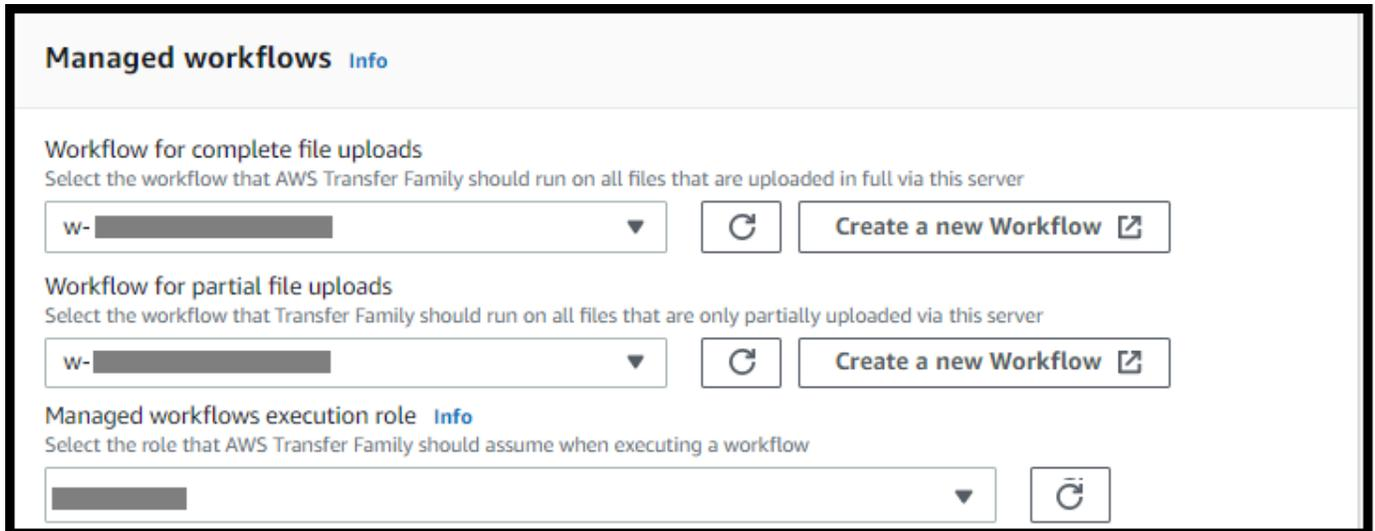 Managed workflows Info
Workflow for complete file uploads
Select the workflow that AWS Transfer Family should run on all files that are uploaded in full via this server
w-
Create a new Workflow
Workflow for partial file uploads
Select the workflow that Transfer Family should run on all files that are only partially uploaded via this server
w-
Create a new Workflow
Managed workflows execution role Info
Select the role that AWS Transfer Family should assume when executing a workflow